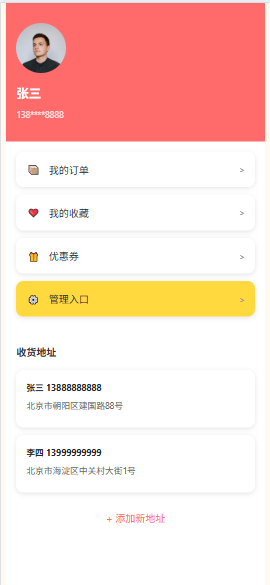 张三
138****8888
我的订单 >
我的收藏 >
优惠券 >
管理入口 >
收货地址
张三 13888888888
北京市朝阳区建国路88号
李四 13999999999
北京市海淀区中关村大街1号
+ 添加新地址